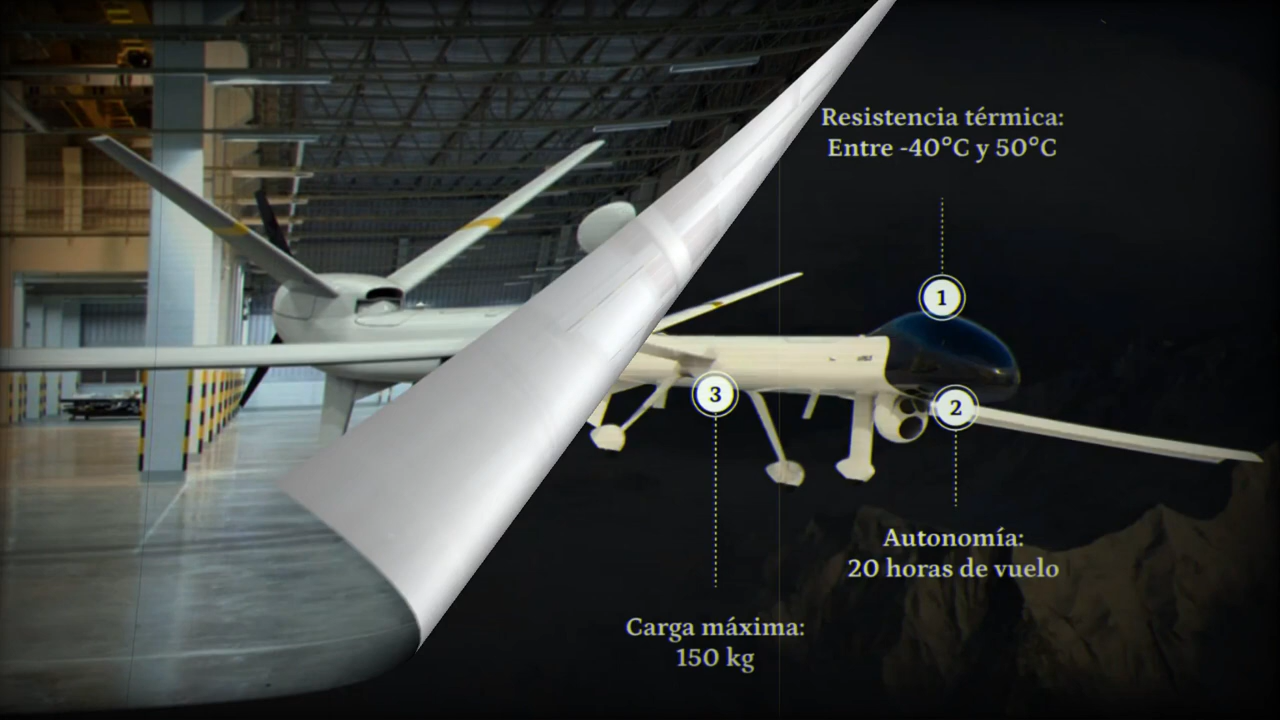 Resistencia térmica:
Entre -40°C y 50°C
1
3
2
Autonomía:
20 horas de vuelo
Carga máxima:
150 kg